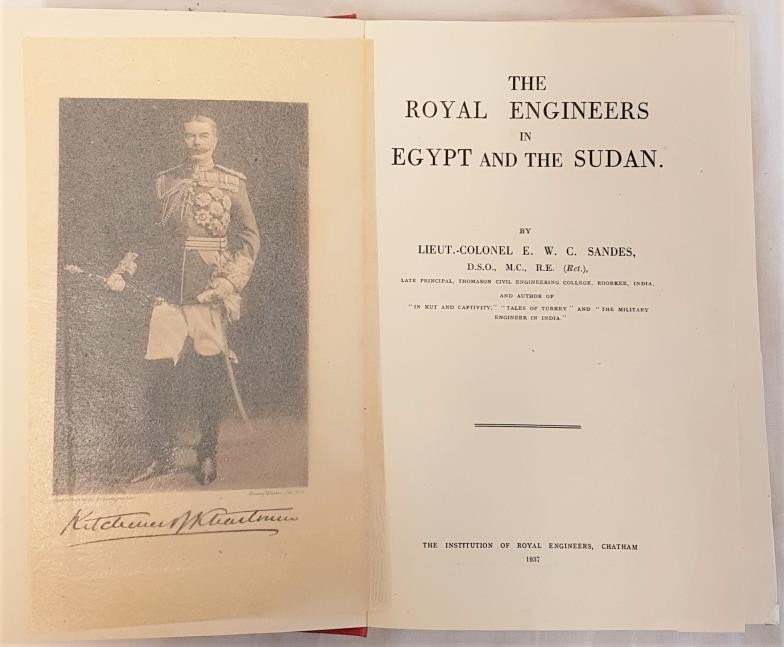 Kitchener of Khartoum
THE
ROYAL ENGINEERS
IN
EGYPT AND THE SUDAN.
BY
LIEUT.-COLONEL E. W. C. SANDES,
D.S.O., M.C., R.E. (Ret.),
LATE PRINCIPAL, THOMASON CIVIL ENGINEERING COLLEGE, ROORKEE, INDIA,
AND AUTHOR OF
"IN KUT AND CAPTIVITY," "TALES OF TURKEY" AND "THE MILITARY
ENGINEER IN INDIA."
THE INSTITUTION OF ROYAL ENGINEERS, CHATHAM
1937